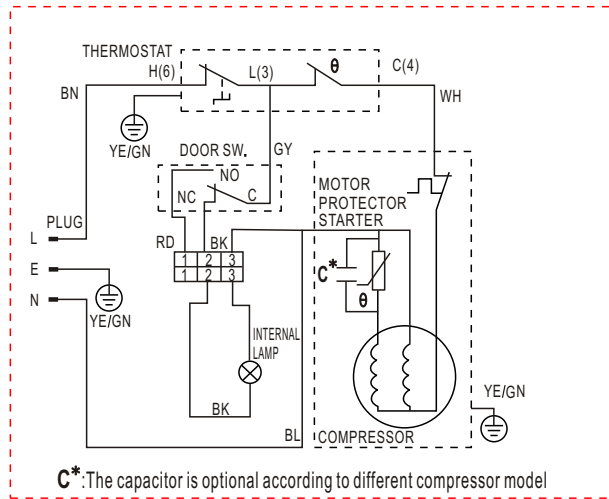 THERMOSTAT
H(6) L(3) θ C(4)
BN
WH
YE/GN
DOOR SW. GY
NO
NC C
MOTOR
PROTECTOR
STARTER
PLUG
L
RD BK
1 2 3
1 2 3
E
C*
N
θ
YE/GN
INTERNAL
LAMP
YE/GN
BK
BL
COMPRESSOR
C*:The capacitor is optional according to different compressor model